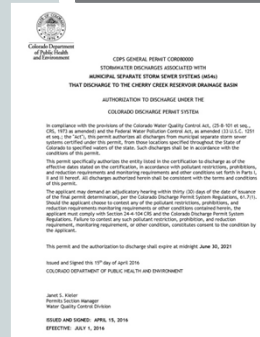 Colorado Department
of Public Health
and Environment
CDPS GENERAL PERMIT COR080000
STORMWATER DISCHARGES ASSOCIATED WITH
MUNICIPAL SEPARATE STORM SEWER SYSTEMS (MS4s)
THAT DISCHARGE TO THE CHERRY CREEK RESERVOIR DRAINAGE BASIN
AUTHORIZATION TO DISCHARGE UNDER THE
COLORADO DISCHARGE PERMIT SYSTEM
In compliance with the provisions of the Colorado Water Quality Control Act, (25-8-101 et seq.,
CRS, 1973 as amended) and the Federal Water Pollution Control Act, as amended (33 U.S.C. 1251
et seq.; the "Act"), this permit authorizes all discharges from municipal separate storm sewer
systems certified under this permit, from those locations specified throughout the State of
Colorado to specified waters of the state. Such discharges shall be in accordance with the
conditions of this permit.
This permit specifically authorizes the entity listed in the certification to discharge as of the
effective dates stated on the certification, in accordance with pollutant restrictions, prohibitions,
and reduction requirements and monitoring requirements and other conditions set forth in Parts I,
II and III hereof. All discharges authorized herein shall be consistent with the terms and conditions
of this permit.
The applicant may demand an adjudicatory hearing within thirty (30) days of the date of issuance
of the final permit determination, per the Colorado Discharge Permit System Regulations, 61.7(1).
Should the applicant choose to contest any of the pollutant restrictions, prohibitions, and
reduction requirements monitoring requirements or other conditions contained herein, the
applicant must comply with Section 24-4-104 CRS and the Colorado Discharge Permit System
Regulations. Failure to contest any such pollutant restriction, prohibition, and reduction
requirement, monitoring requirement, or other condition, constitutes consent to the condition by
the Applicant.
This permit and the authorization to discharge shall expire at midnight June 30, 2021
Issued and Signed this 15th day of April 2016
COLORADO DEPARTMENT OF PUBLIC HEALTH AND ENVIRONMENT
Janet S. Kieler
Permits Section Manager
Water Quality Control Division
ISSUED AND SIGNED: APRIL 15, 2016
EFFECTIVE: JULY 1, 2016